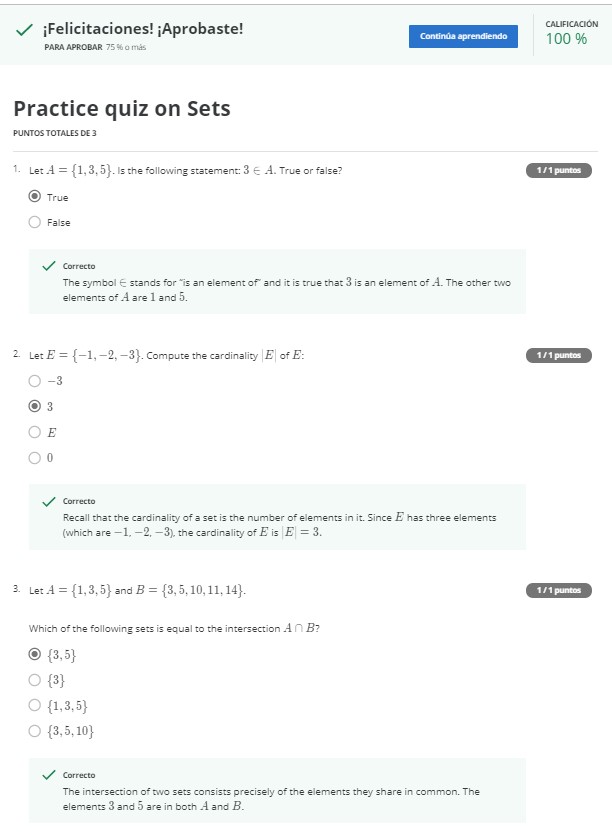 ¡Felicitaciones! ¡Aprobaste!
PARA APROBAR 75 % o más
Continúa aprendiendo
CALIFICACIÓN
100 %
Practice quiz on Sets
PUNTOS TOTALES DE 3
1. Let A = {1, 3, 5}. Is the following statement: 3 ∈ A. True or false?
1 / 1 puntos
True
False
Correcto
The symbol ∈ stands for "is an element of" and it is true that 3 is an element of A. The other two
elements of A are 1 and 5.
2. Let E = {−1, −2, −3}. Compute the cardinality |E| of E:
1 / 1 puntos
−3
3
E
0
Correcto
Recall that the cardinality of a set is the number of elements in it. Since E has three elements
(which are −1, −2, −3), the cardinality of E is |E| = 3.
3. Let A = {1, 3, 5} and B = {3, 5, 10, 11, 14}.
1 / 1 puntos
Which of the following sets is equal to the intersection A ∩ B?
{3, 5}
{3}
{1, 3, 5}
{3, 5, 10}
Correcto
The intersection of two sets consists precisely of the elements they share in common. The
elements 3 and 5 are in both A and B.